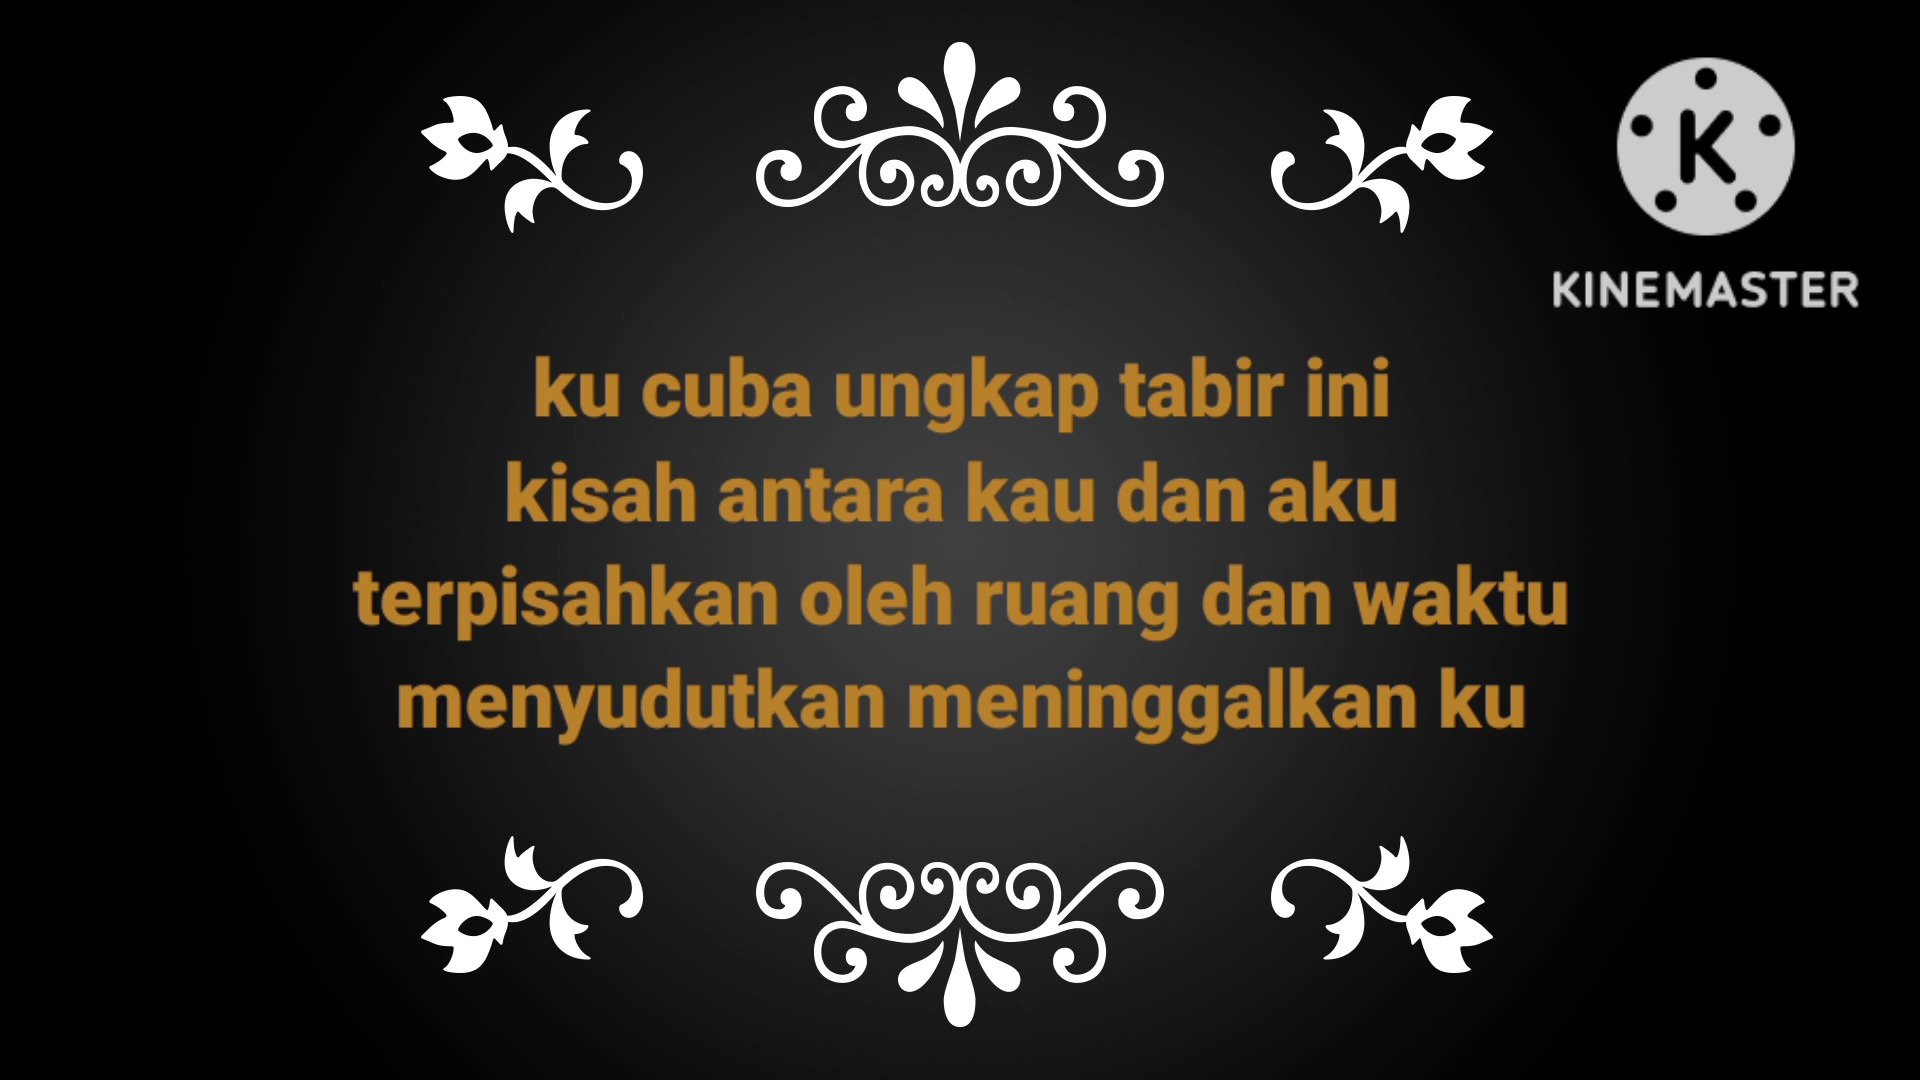 KINEMASTER
ku cuba ungkap tabir ini
kisah antara kau dan aku
terpisahkan oleh ruang dan waktu
menyudutkan meninggalkan ku